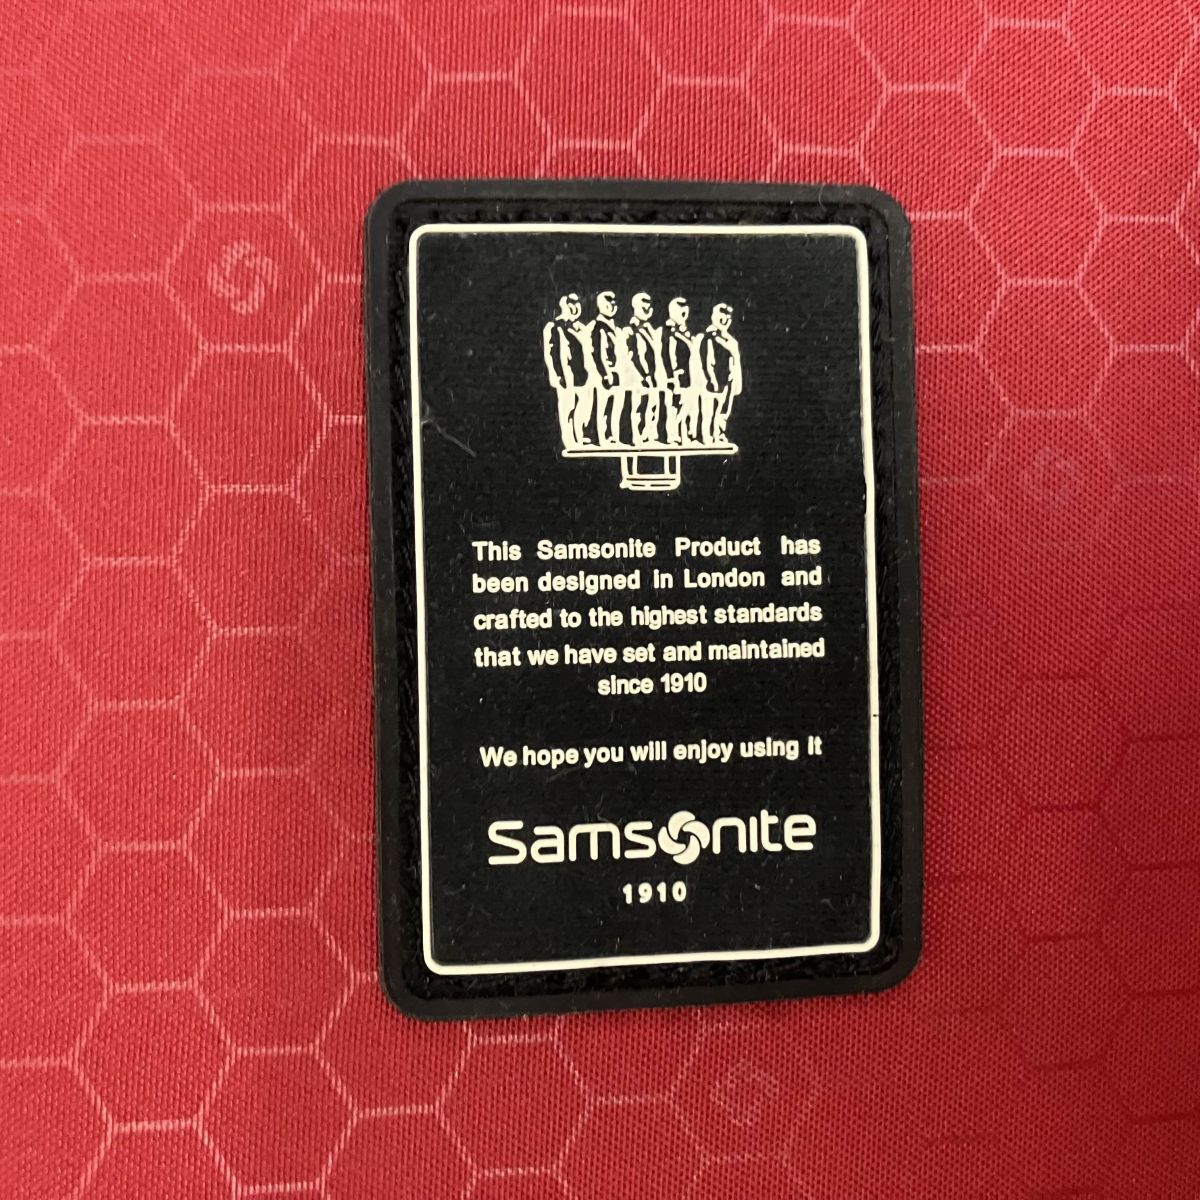 This Samsonite Product has
been designed in London and
crafted to the highest standards
that we have set and maintained
since 1910
We hope you will enjoy using it
Samsonite
1910